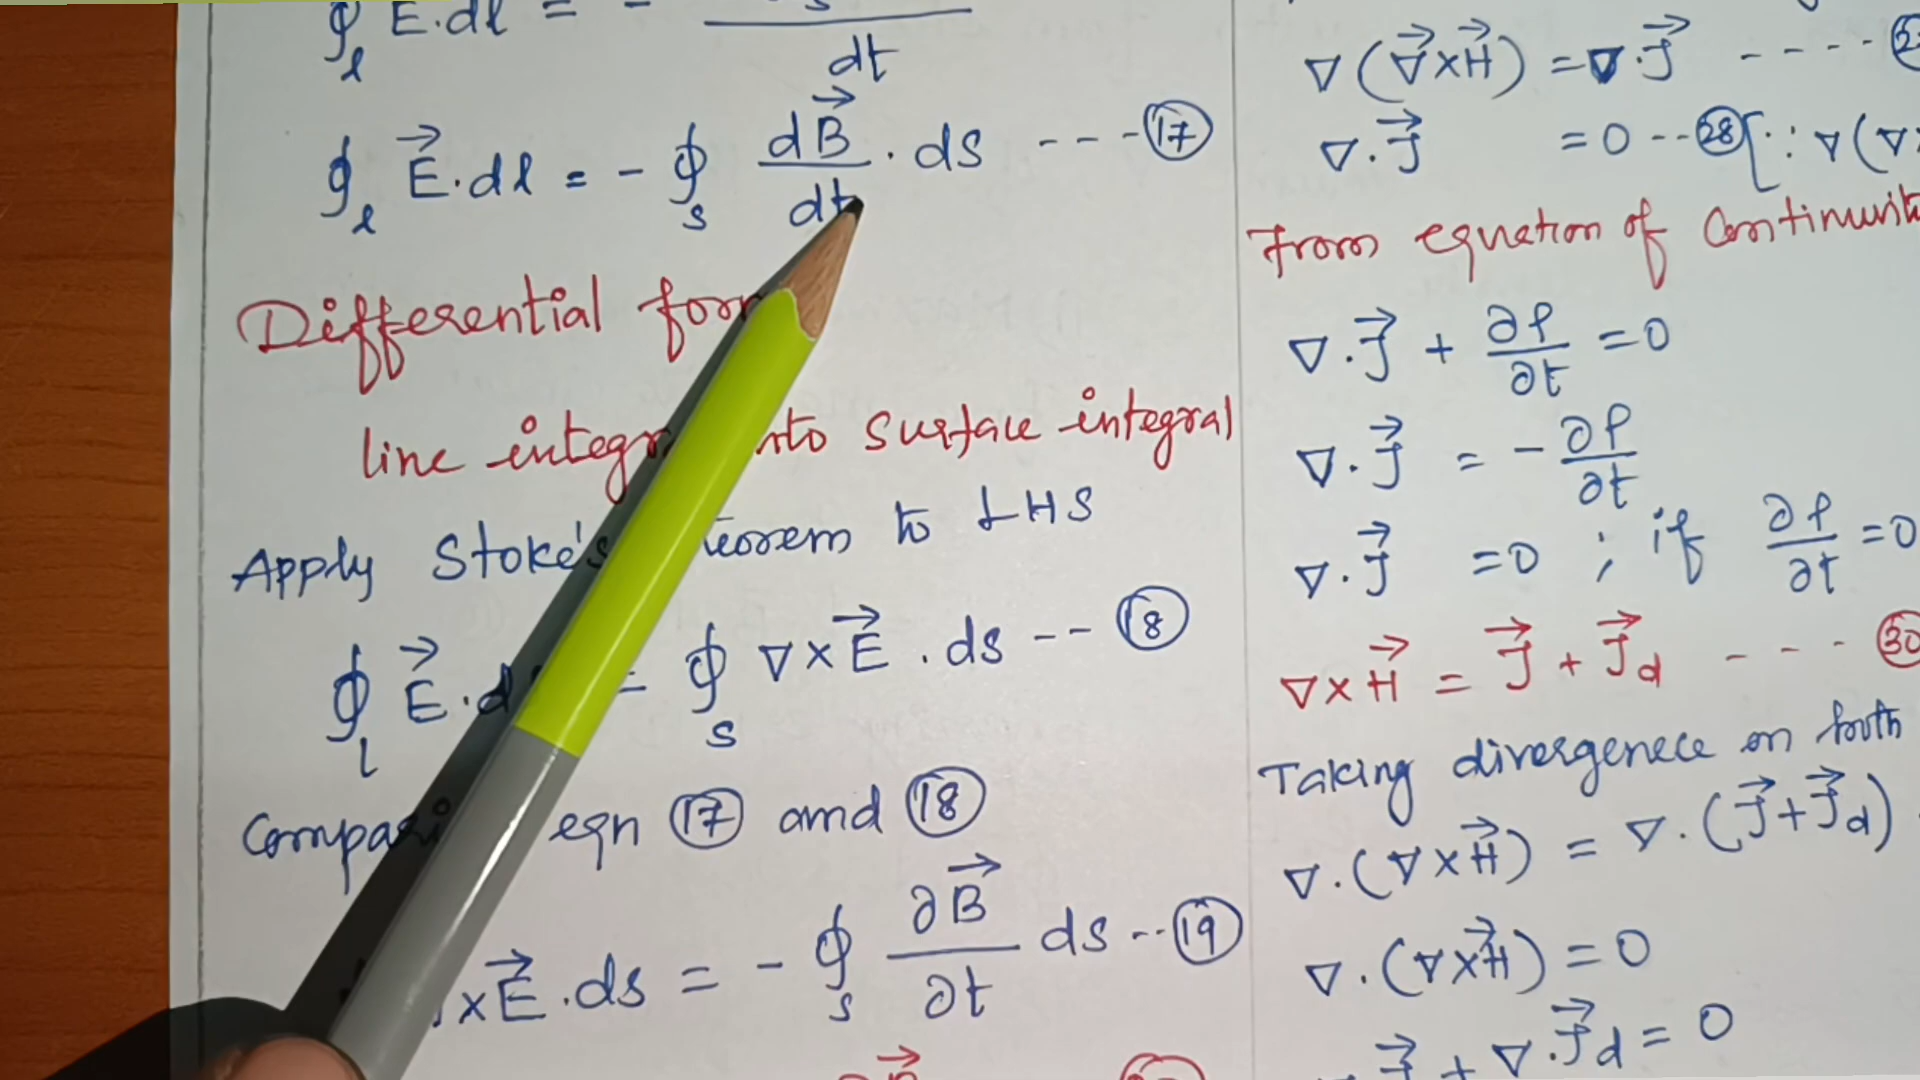 ∮ₗ E.dl = -
dt
∮ₗ E⃗.dl = - ∮ₛ dB⃗/dt . ds ---⑰
Differential for
line integr nto surface integral
Apply Stoke's eorem to LHS
∮ₗ E⃗.d = ∮ₛ ∇×E⃗ . ds -- ⑱
Compari eqn ⑰ and ⑱
×E⃗.ds = - ∮ₛ ∂B⃗/∂t ds --⑲
∇(∇⃗×H⃗) = ∇.J⃗ ----
∇.J⃗ = 0 --㉘[∵ ∇(∇
From equation of Continuit
∇.J⃗ + ∂ρ/∂t = 0
∇.J⃗ = - ∂ρ/∂t
∇.J⃗ = 0 ; if ∂ρ/∂t = 0
∇×H⃗ = J⃗ + J⃗d --- ㉚
Taking divergenece on both
∇.(∇×H⃗) = ∇.(J⃗+J⃗d)
∇.(∇×H⃗) = 0
J⃗ + ∇.J⃗d = 0